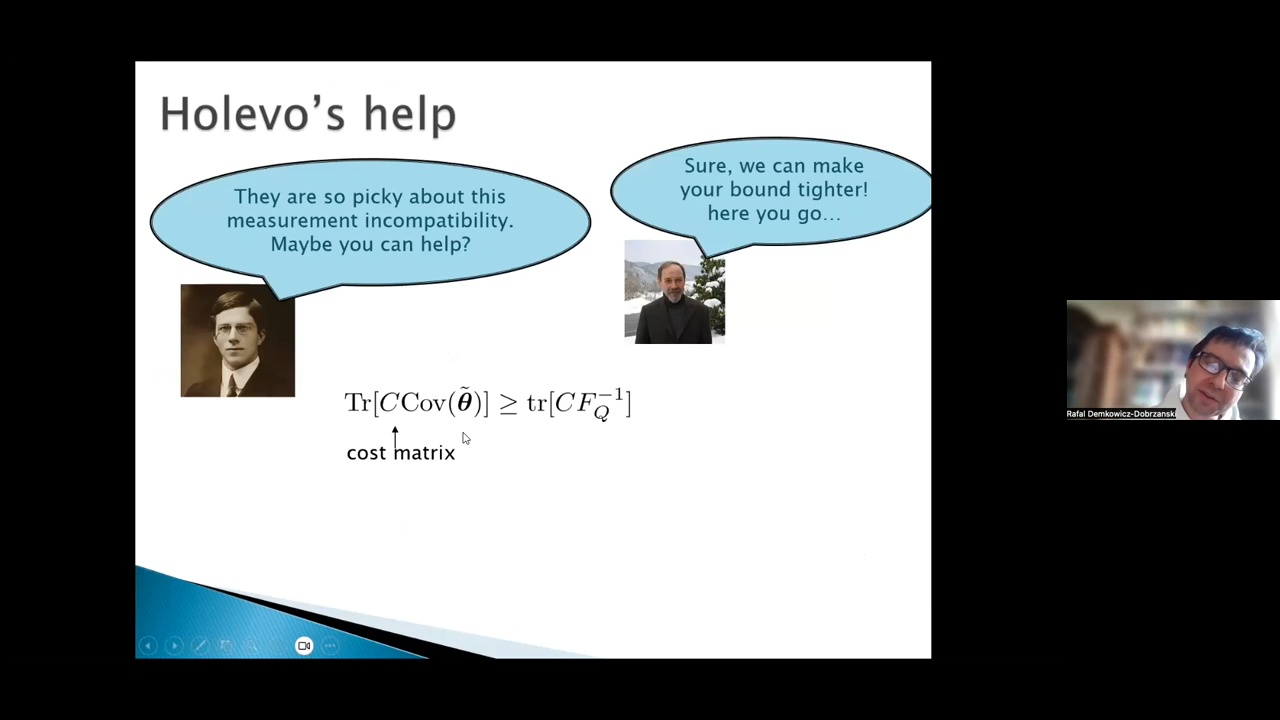 Holevo's help
They are so picky about this
measurement incompatibility.
Maybe you can help?
Sure, we can make
your bound tighter!
here you go…
Tr[CCov(θ̃)] ≥ tr[CF_Q^{-1}]
cost matrix
Rafal Demkowicz-Dobrzanski